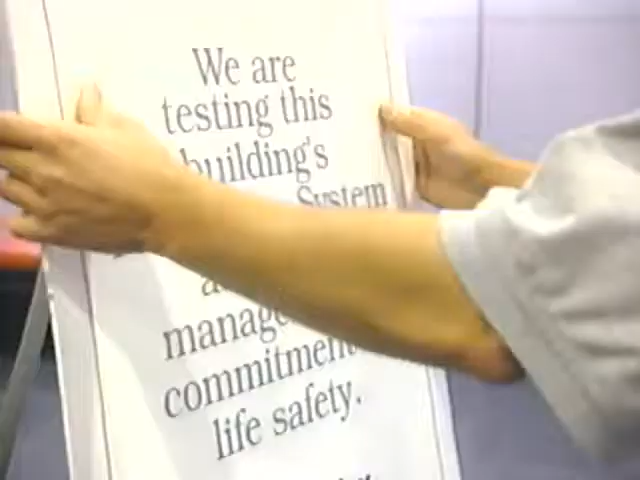 We are
testing this
building's
System
manage
commitment
life safety.